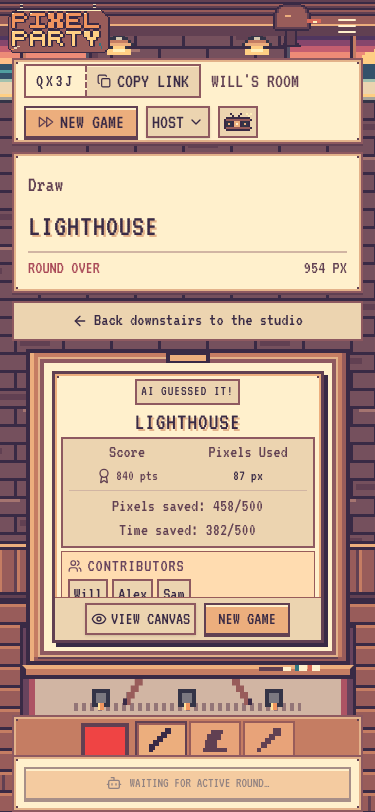 PIXEL
PARTY
QX3J
COPY LINK
WILL'S ROOM
NEW GAME
HOST
Draw
LIGHTHOUSE
ROUND OVER
954 PX
Back downstairs to the studio
AI GUESSED IT!
LIGHTHOUSE
Score
Pixels Used
840 pts
87 px
Pixels saved: 458/500
Time saved: 382/500
CONTRIBUTORS
Will
Alex
Sam
VIEW CANVAS
NEW GAME
WAITING FOR ACTIVE ROUND…